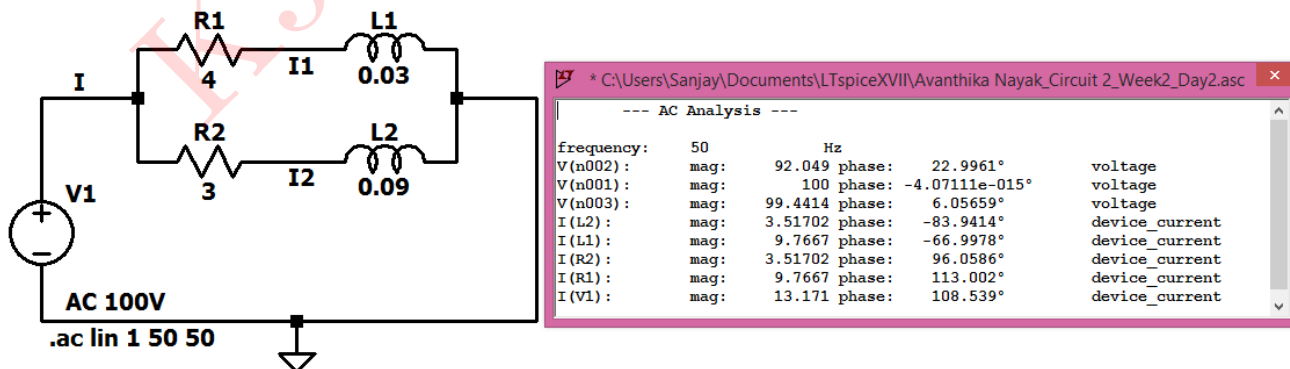 R1
4
I1
L1
0.03
I
R2
3
I2
L2
0.09
V1
AC 100V
.ac lin 1 50 50
* C:\Users\Sanjay\Documents\LTspiceXVII\Avanthika Nayak_Circuit 2_Week2_Day2.asc
--- AC Analysis ---
frequency: 50 Hz
V(n002): mag: 92.049 phase: 22.9961° voltage
V(n001): mag: 100 phase: -4.07111e-015° voltage
V(n003): mag: 99.4414 phase: 6.05659° voltage
I(L2): mag: 3.51702 phase: -83.9414° device_current
I(L1): mag: 9.7667 phase: -66.9978° device_current
I(R2): mag: 3.51702 phase: 96.0586° device_current
I(R1): mag: 9.7667 phase: 113.002° device_current
I(V1): mag: 13.171 phase: 108.539° device_current